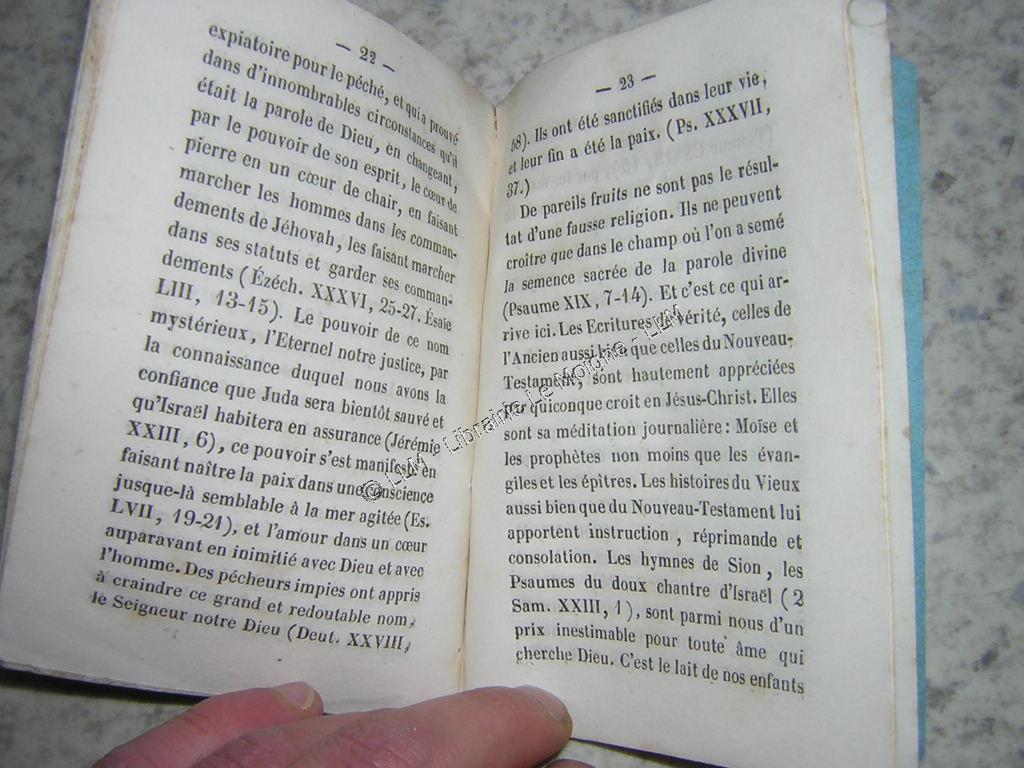 — 22 —
expiatoire pour le péché, et qui a prouvé
dans d'innombrables circonstances qu'il
était la parole de Dieu, en changeant,
par le pouvoir de son esprit, le cœur de
pierre en un cœur de chair, en faisant
marcher les hommes dans les comman-
dements de Jéhovah, les faisant marcher
dans ses statuts et garder ses comman-
dements (Ézéch. XXXVI, 25-27. Ésaïe
LIII, 13-15). Le pouvoir de ce nom
mystérieux, l'Eternel notre justice, par
la connaissance duquel nous avons la
confiance que Juda sera bientôt sauvé et
qu'Israël habitera en assurance (Jérémie
XXIII, 6), ce pouvoir s'est manifesté en
faisant naître la paix dans une conscience
jusque-là semblable à la mer agitée (Es.
LVII, 19-21), et l'amour dans un cœur
auparavant en inimitié avec Dieu et avec
l'homme. Des pécheurs impies ont appris
à craindre ce grand et redoutable nom,
le Seigneur notre Dieu (Deut. XXVIII,
— 23 —
58). Ils ont été sanctifiés dans leur vie,
et leur fin a été la paix. (Ps. XXXVII,
37.)
De pareils fruits ne sont pas le résul-
tat d'une fausse religion. Ils ne peuvent
croître que dans le champ où l'on a semé
la semence sacrée de la parole divine
(Psaume XIX, 7-14). Et c'est ce qui ar-
rive ici. Les Ecritures de vérité, celles de
l'Ancien aussi bien que celles du Nouveau-
Testament, sont hautement appréciées
par quiconque croit en Jésus-Christ. Elles
sont sa méditation journalière : Moïse et
les prophètes non moins que les évan-
giles et les épîtres. Les histoires du Vieux
aussi bien que du Nouveau-Testament lui
apportent instruction, réprimande et
consolation. Les hymnes de Sion, les
Psaumes du doux chantre d'Israël (2
Sam. XXIII, 1), sont parmi nous d'un
prix inestimable pour toute âme qui
cherche Dieu. C'est le lait de nos enfants
© LLM - Librairie Le Moigne - LLM